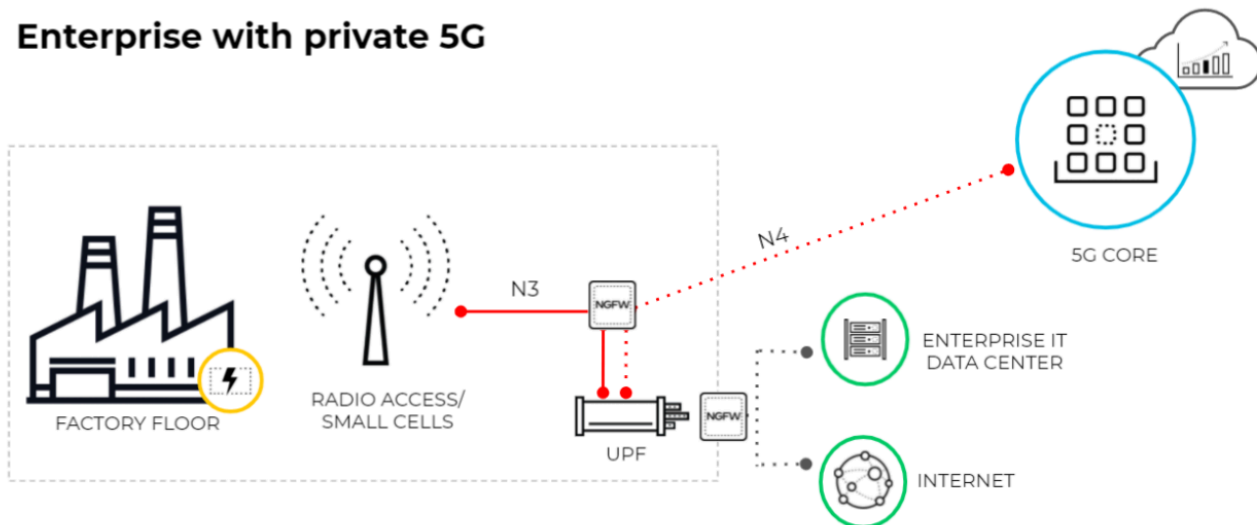 Enterprise with private 5G
5G CORE
N4
N3
NGFW
FACTORY FLOOR
RADIO ACCESS/
SMALL CELLS
UPF
NGFW
ENTERPRISE IT
DATA CENTER
INTERNET